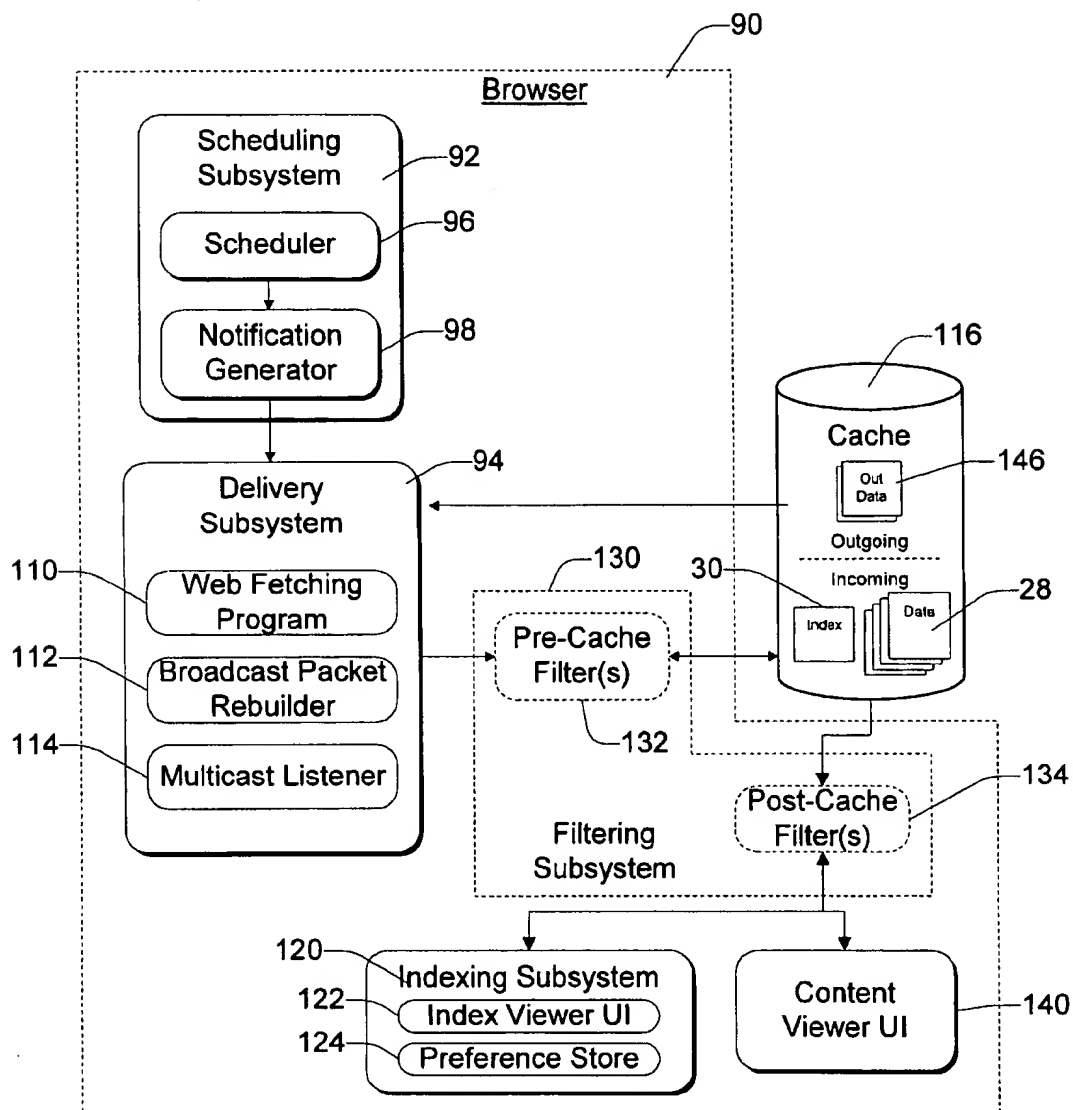 90
Browser
Scheduling
Subsystem
92
Scheduler
96
Notification
Generator
98
116
Cache
Out
Data
146
Outgoing
Incoming
30
Index
Data
28
Delivery
Subsystem
94
110
Web Fetching
Program
112
Broadcast Packet
Rebuilder
114
Multicast Listener
130
Pre-Cache
Filter(s)
132
134
Post-Cache
Filter(s)
Filtering
Subsystem
120
Indexing Subsystem
122
Index Viewer UI
124
Preference Store
Content
Viewer UI
140